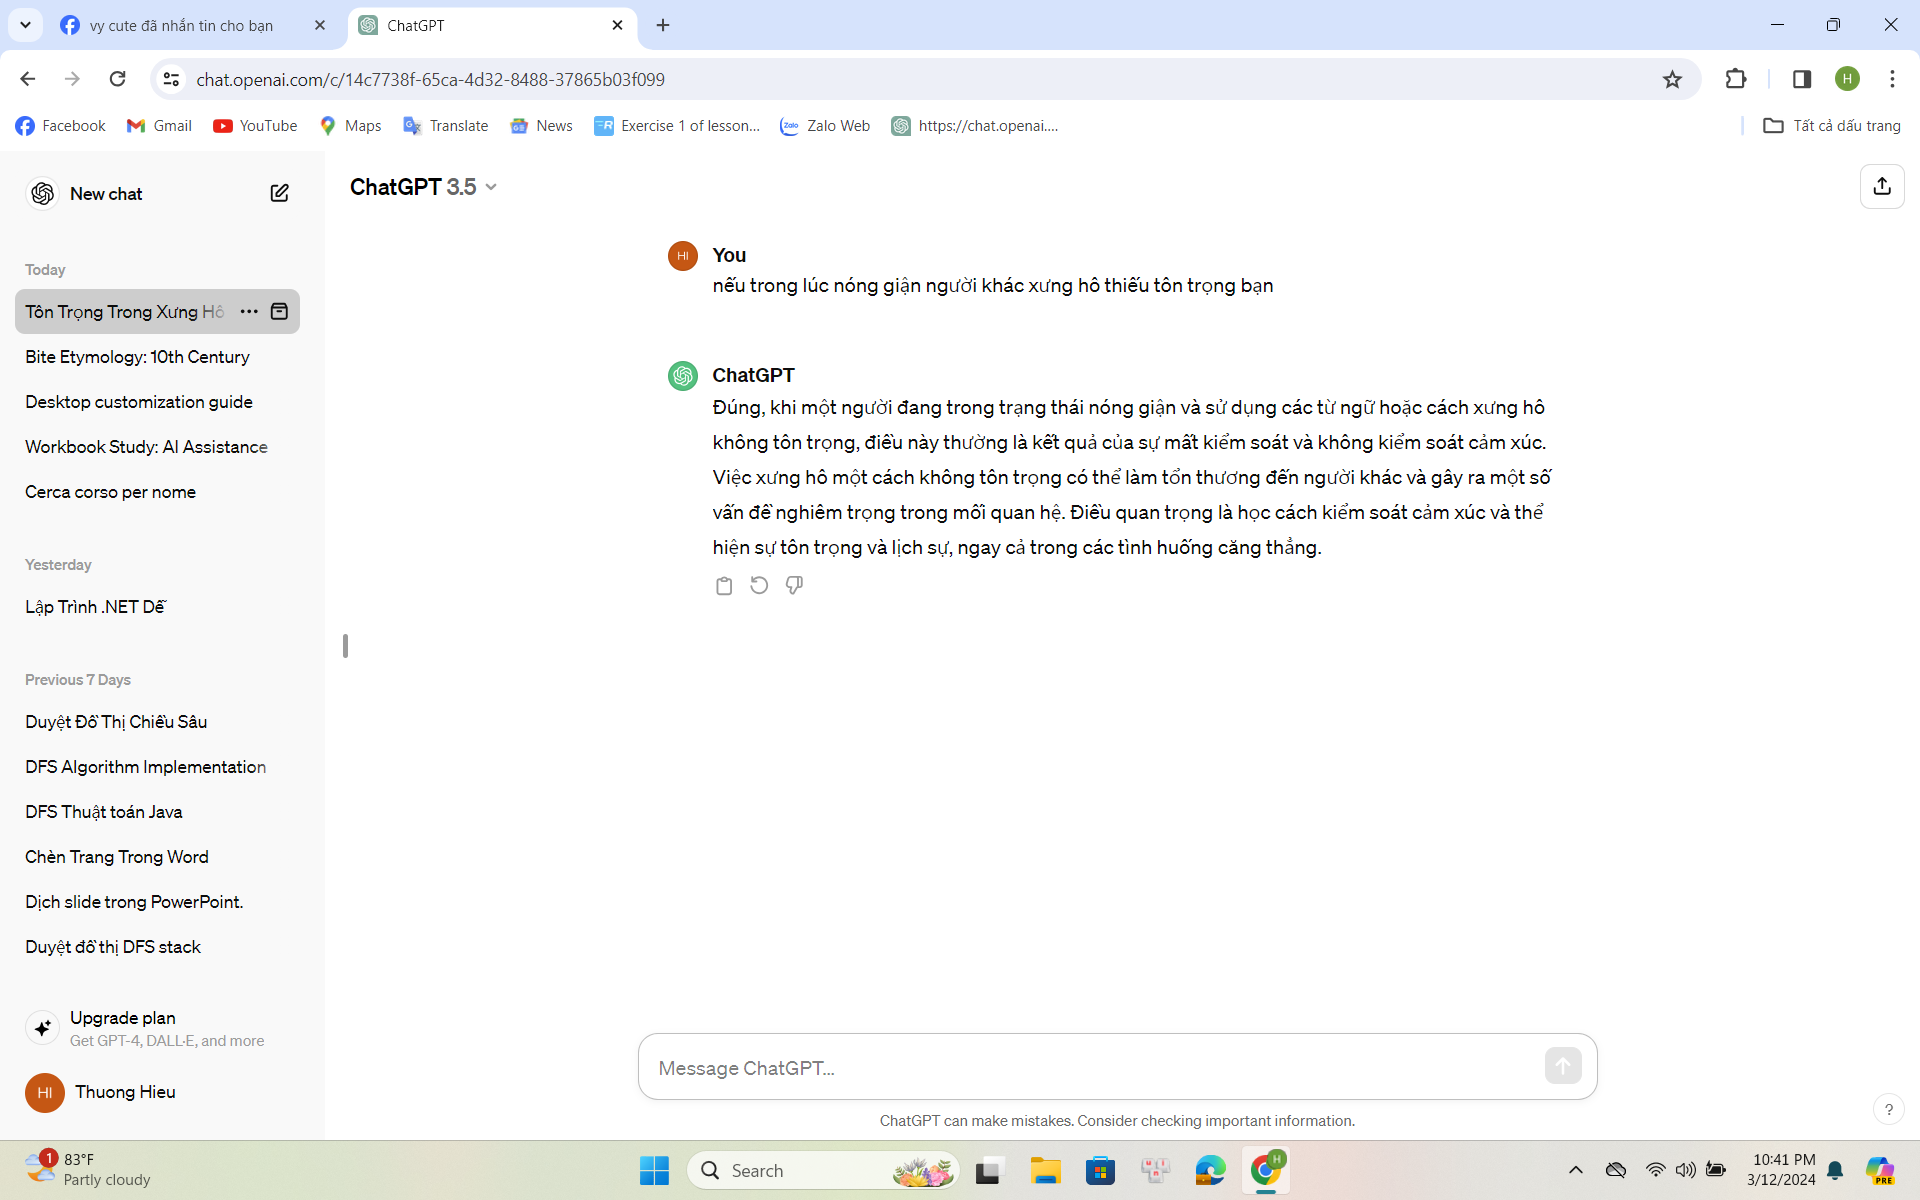 vy cute đã nhắn tin cho bạn
ChatGPT
chat.openai.com/c/14c7738f-65ca-4d32-8488-37865b03f099
H
Facebook
Gmail
YouTube
Maps
Translate
News
Exercise 1 of lesson...
Zalo Web
https://chat.openai....
Tất cả dấu trang
New chat
ChatGPT 3.5
Today
Tôn Trọng Trong Xưng Hô
Bite Etymology: 10th Century
Desktop customization guide
Workbook Study: AI Assistance
Cerca corso per nome
Yesterday
Lập Trình .NET Dễ
Previous 7 Days
Duyệt Đồ Thị Chiều Sâu
DFS Algorithm Implementation
DFS Thuật toán Java
Chèn Trang Trong Word
Dịch slide trong PowerPoint.
Duyệt đồ thị DFS stack
Upgrade plan
Get GPT-4, DALL·E, and more
HI
Thuong Hieu
HI
You
nếu trong lúc nóng giận người khác xưng hô thiếu tôn trọng bạn
ChatGPT
Đúng, khi một người đang trong trạng thái nóng giận và sử dụng các từ ngữ hoặc cách xưng hô
không tôn trọng, điều này thường là kết quả của sự mất kiểm soát và không kiểm soát cảm xúc.
Việc xưng hô một cách không tôn trọng có thể làm tổn thương đến người khác và gây ra một số
vấn đề nghiêm trọng trong mối quan hệ. Điều quan trọng là học cách kiểm soát cảm xúc và thể
hiện sự tôn trọng và lịch sự, ngay cả trong các tình huống căng thẳng.
Message ChatGPT...
ChatGPT can make mistakes. Consider checking important information.
?
1
83°F
Partly cloudy
Search
H
10:41 PM
3/12/2024
PRE